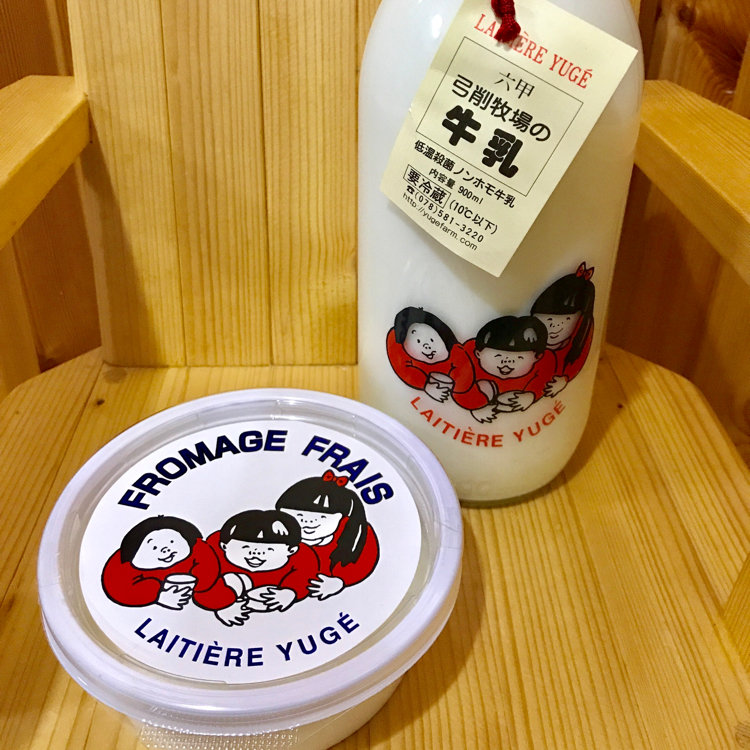 LAITIÈRE YUGÉ
六甲
弓削牧場の
牛乳
低温殺菌ノンホモ牛乳
内容量 900ml
要冷蔵 (10℃以下)
☎(078)581-3220
http://yugefarm.com
LAITIÈRE YUGÉ
FROMAGE FRAIS
LAITIÈRE YUGÉ